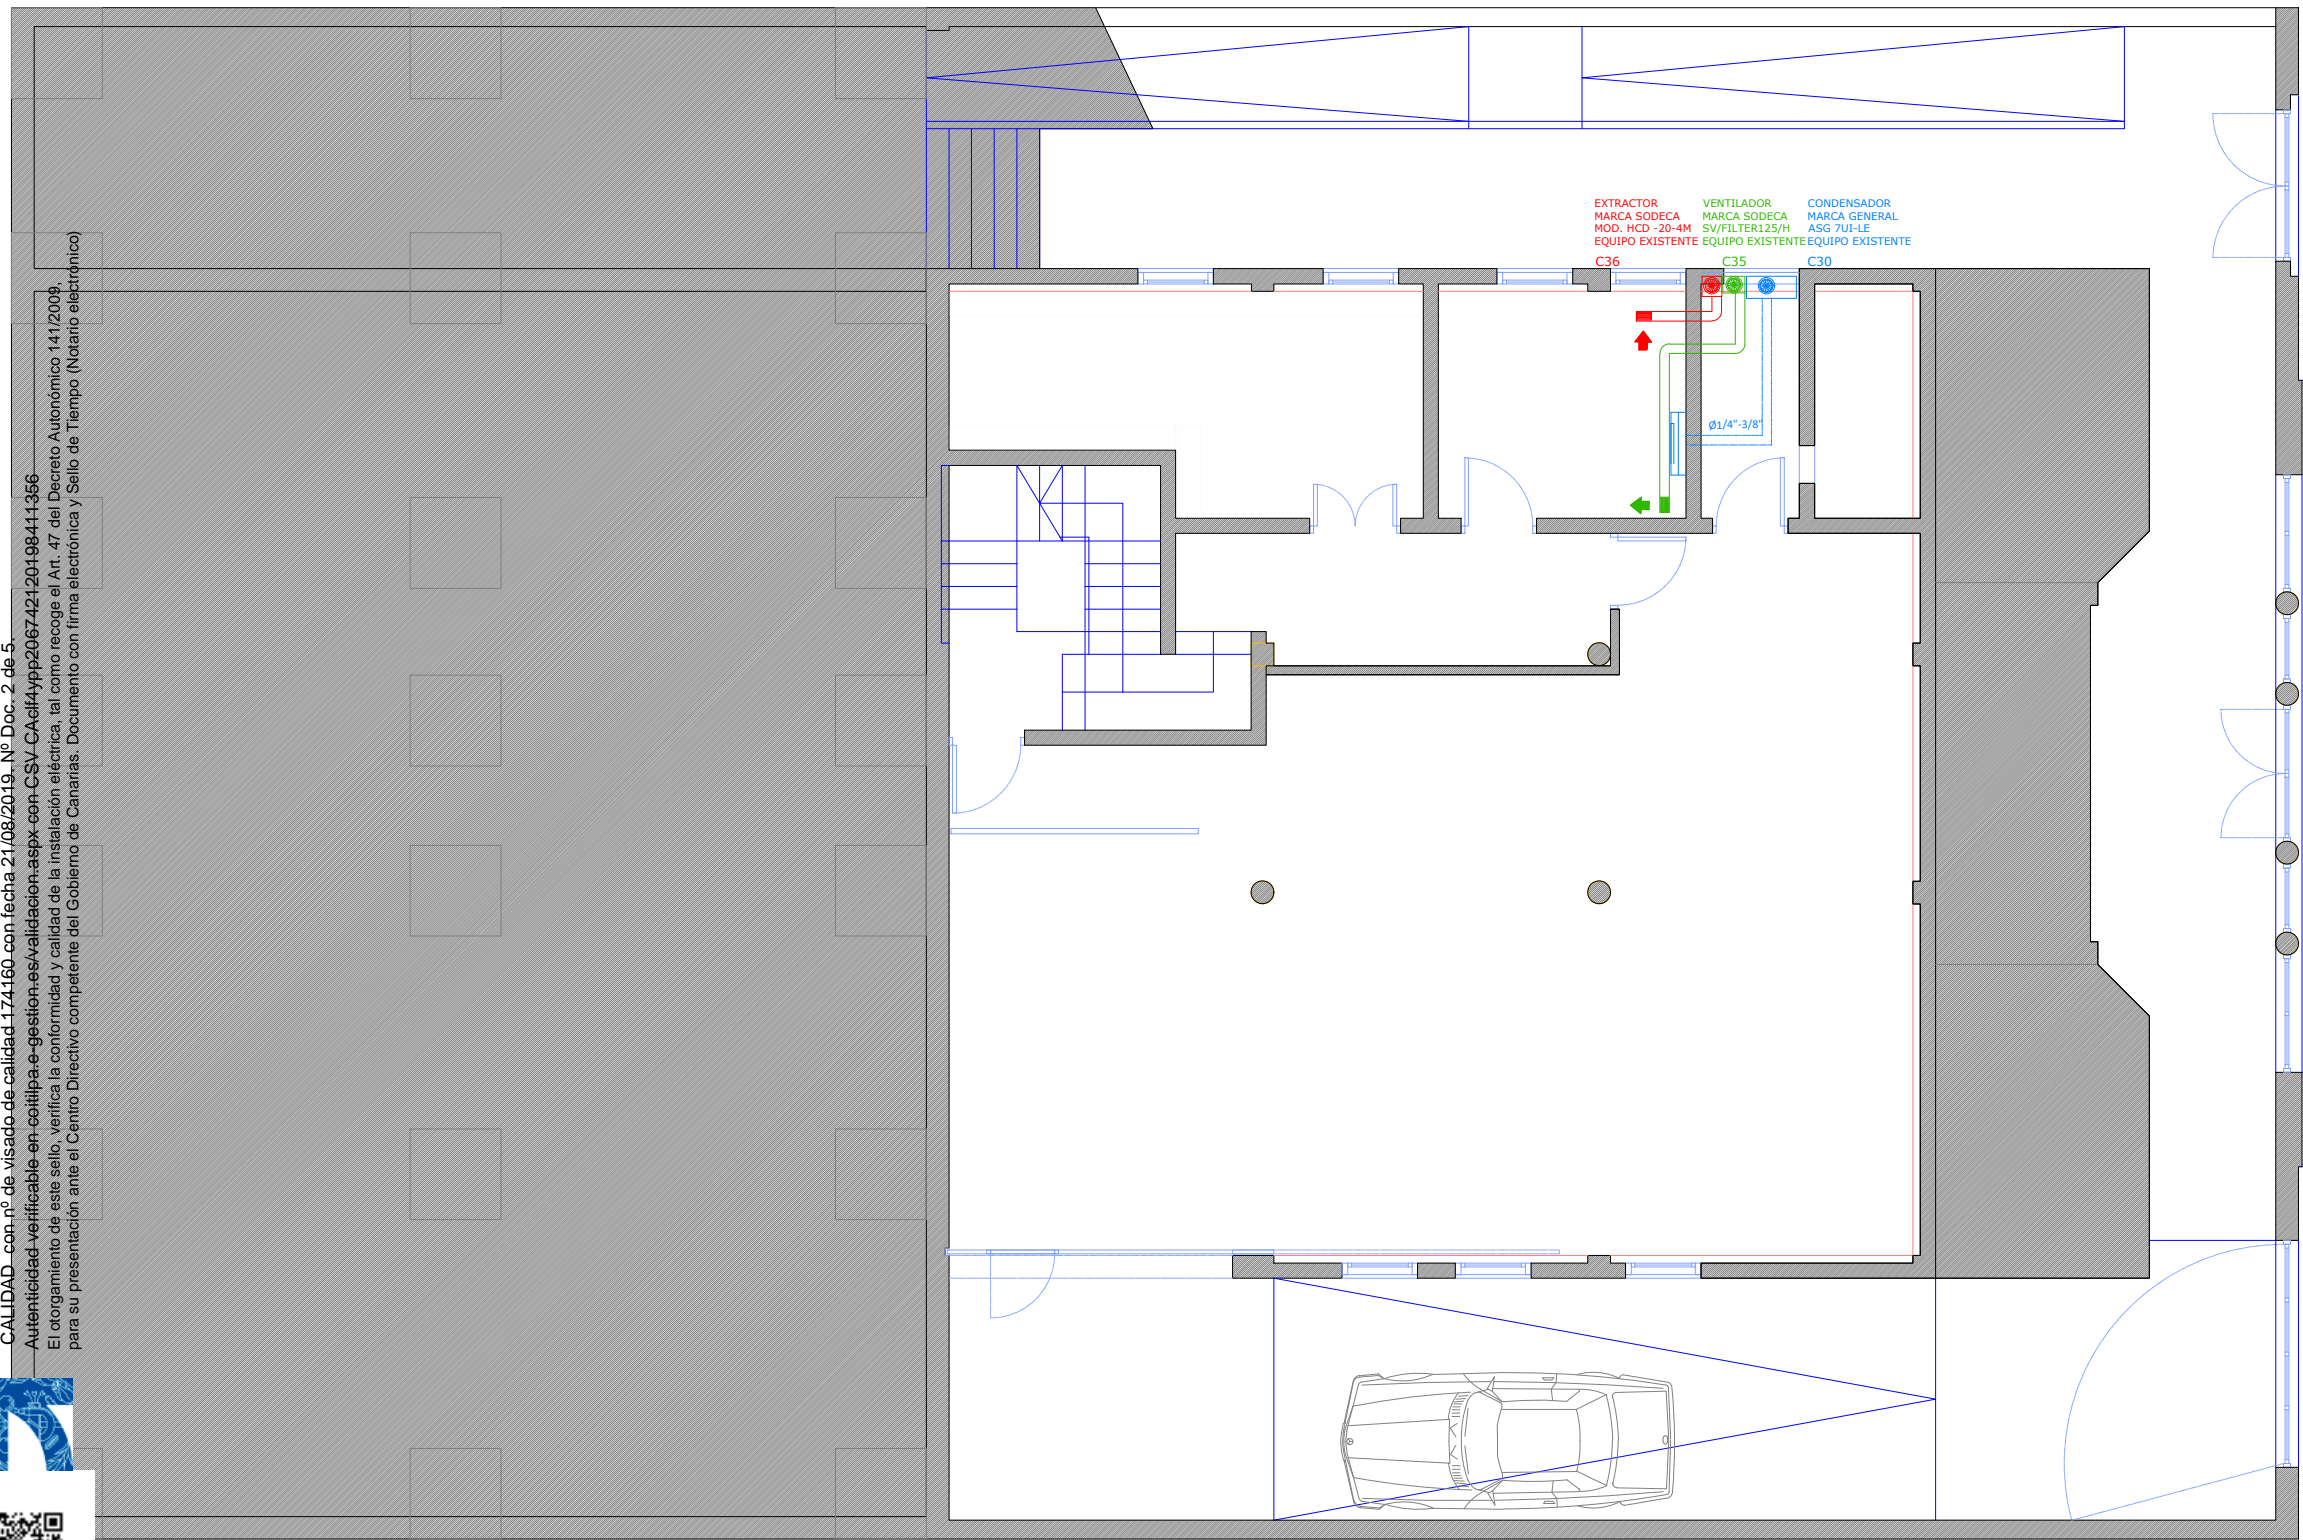 EXTRACTOR
MARCA SODECA
MOD. HCD -20-4M
EQUIPO EXISTENTE
C36
VENTILADOR
MARCA SODECA
SV/FILTER125/H
EQUIPO EXISTENTE
C35
CONDENSADOR
MARCA GENERAL
ASG 7UI-LE
EQUIPO EXISTENTE
C30
Ø1/4"-3/8"
CALIDAD con nº de visado de calidad 174160 con fecha 21/08/2019. Nº Doc. 2 de 5.
Autenticidad verificable en coitilpa.e-gestion.es/validacion.aspx con CSV CAclf4ypp20674212019841 1356
El otorgamiento de este sello, verifica la conformidad y calidad de la instalación eléctrica, tal como recoge el Art. 47 del Decreto Autonómico 141/2009,
para su presentación ante el Centro Directivo competente del Gobierno de Canarias. Documento con firma electrónica y Sello de Tiempo (Notario electrónico)